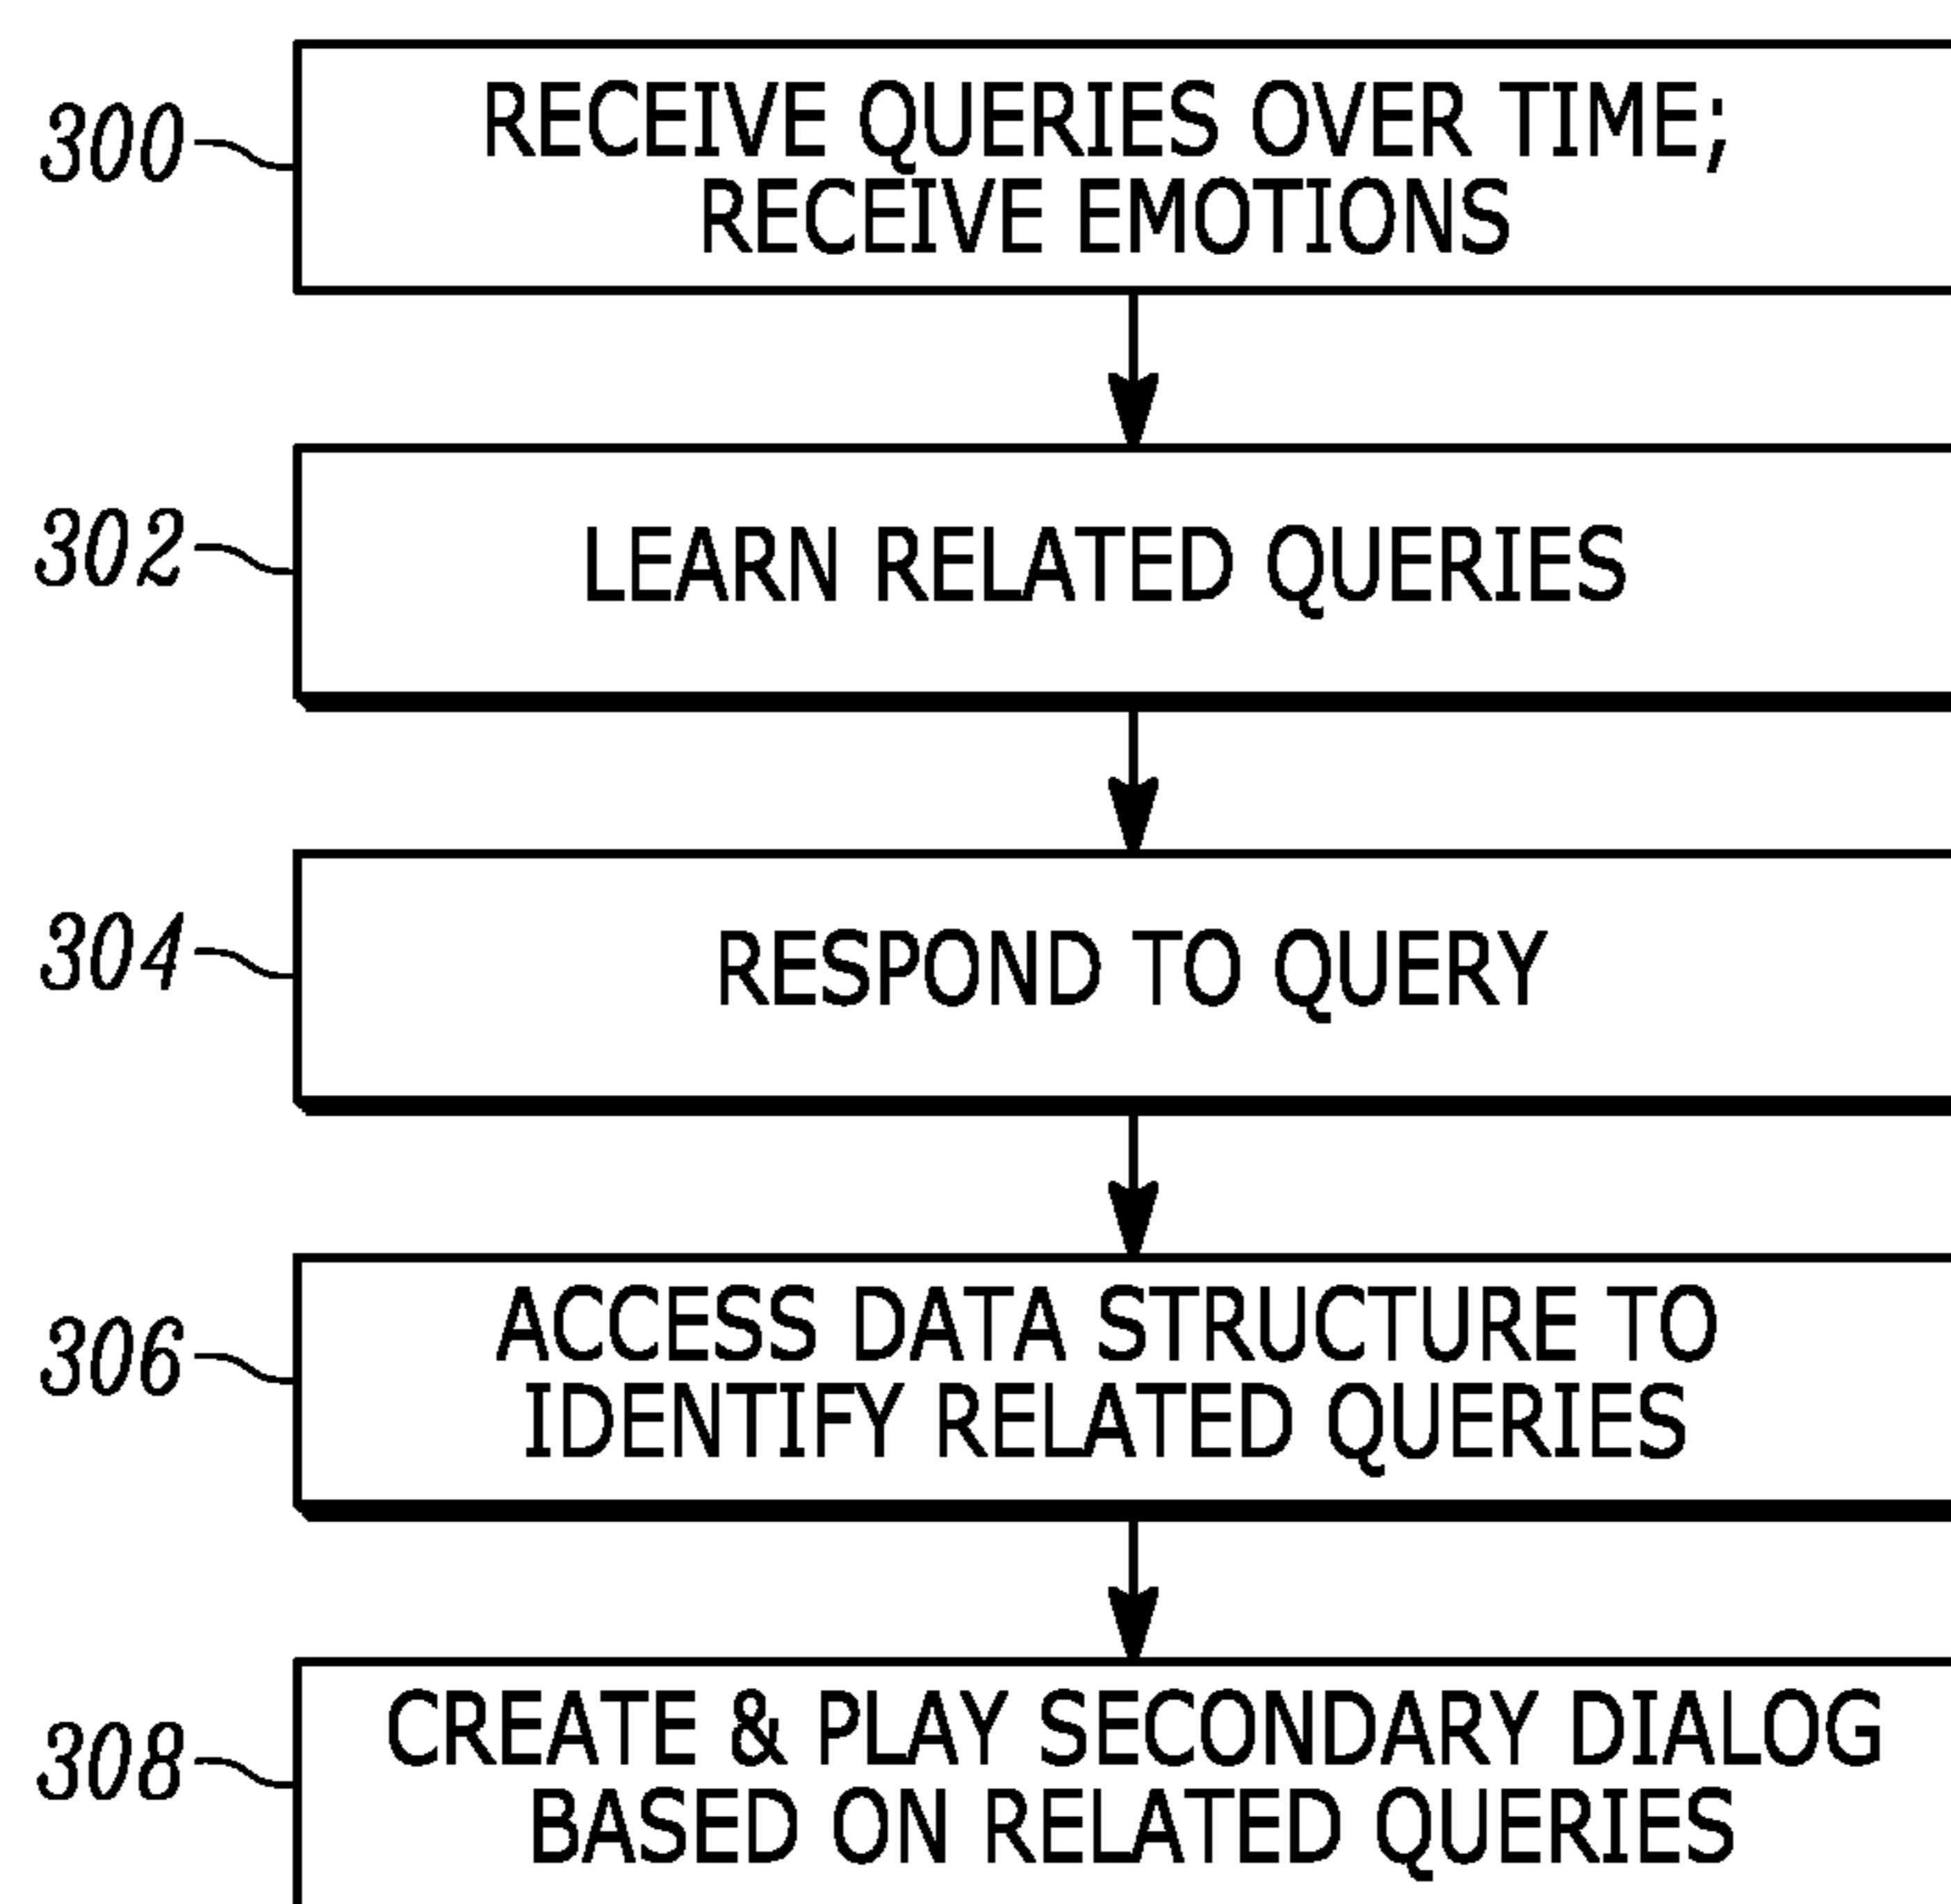 300
RECEIVE QUERIES OVER TIME;
RECEIVE EMOTIONS
302
LEARN RELATED QUERIES
304
RESPOND TO QUERY
306
ACCESS DATA STRUCTURE TO
IDENTIFY RELATED QUERIES
308
CREATE & PLAY SECONDARY DIALOG
BASED ON RELATED QUERIES